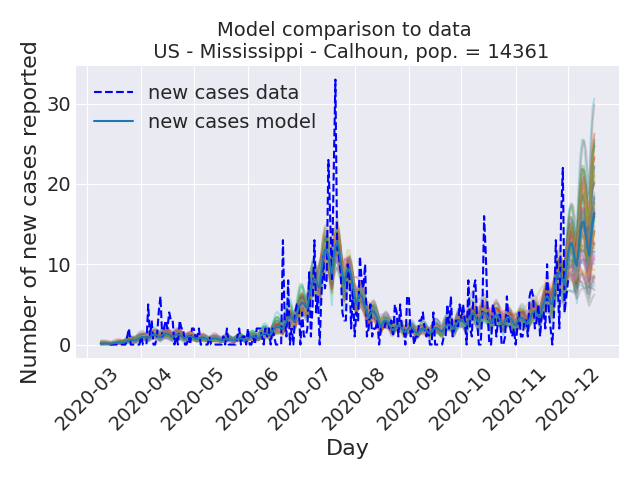 Model comparison to data
US - Mississippi - Calhoun, pop. = 14361
Number of new cases reported
30
20
10
0
new cases data
new cases model
2020-03
2020-04
2020-05
2020-06
2020-07
2020-08
2020-09
2020-10
2020-11
2020-12
Day